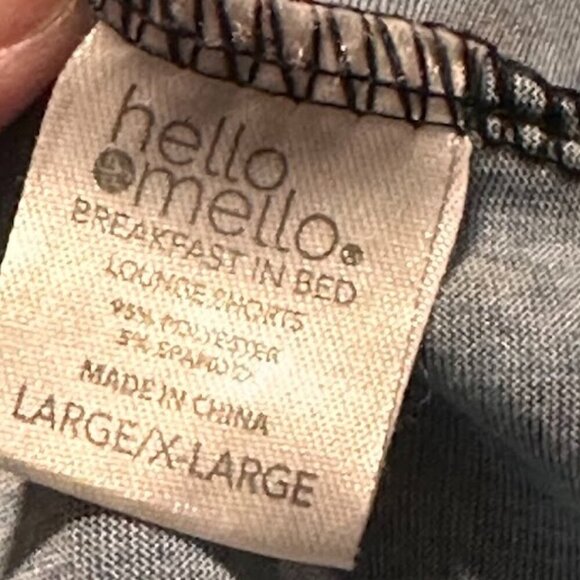 hello
mello®
BREAKFAST IN BED
LOUNGE SHORTS
95% POLYESTER
5% SPANDEX
MADE IN CHINA
LARGE/X-LARGE